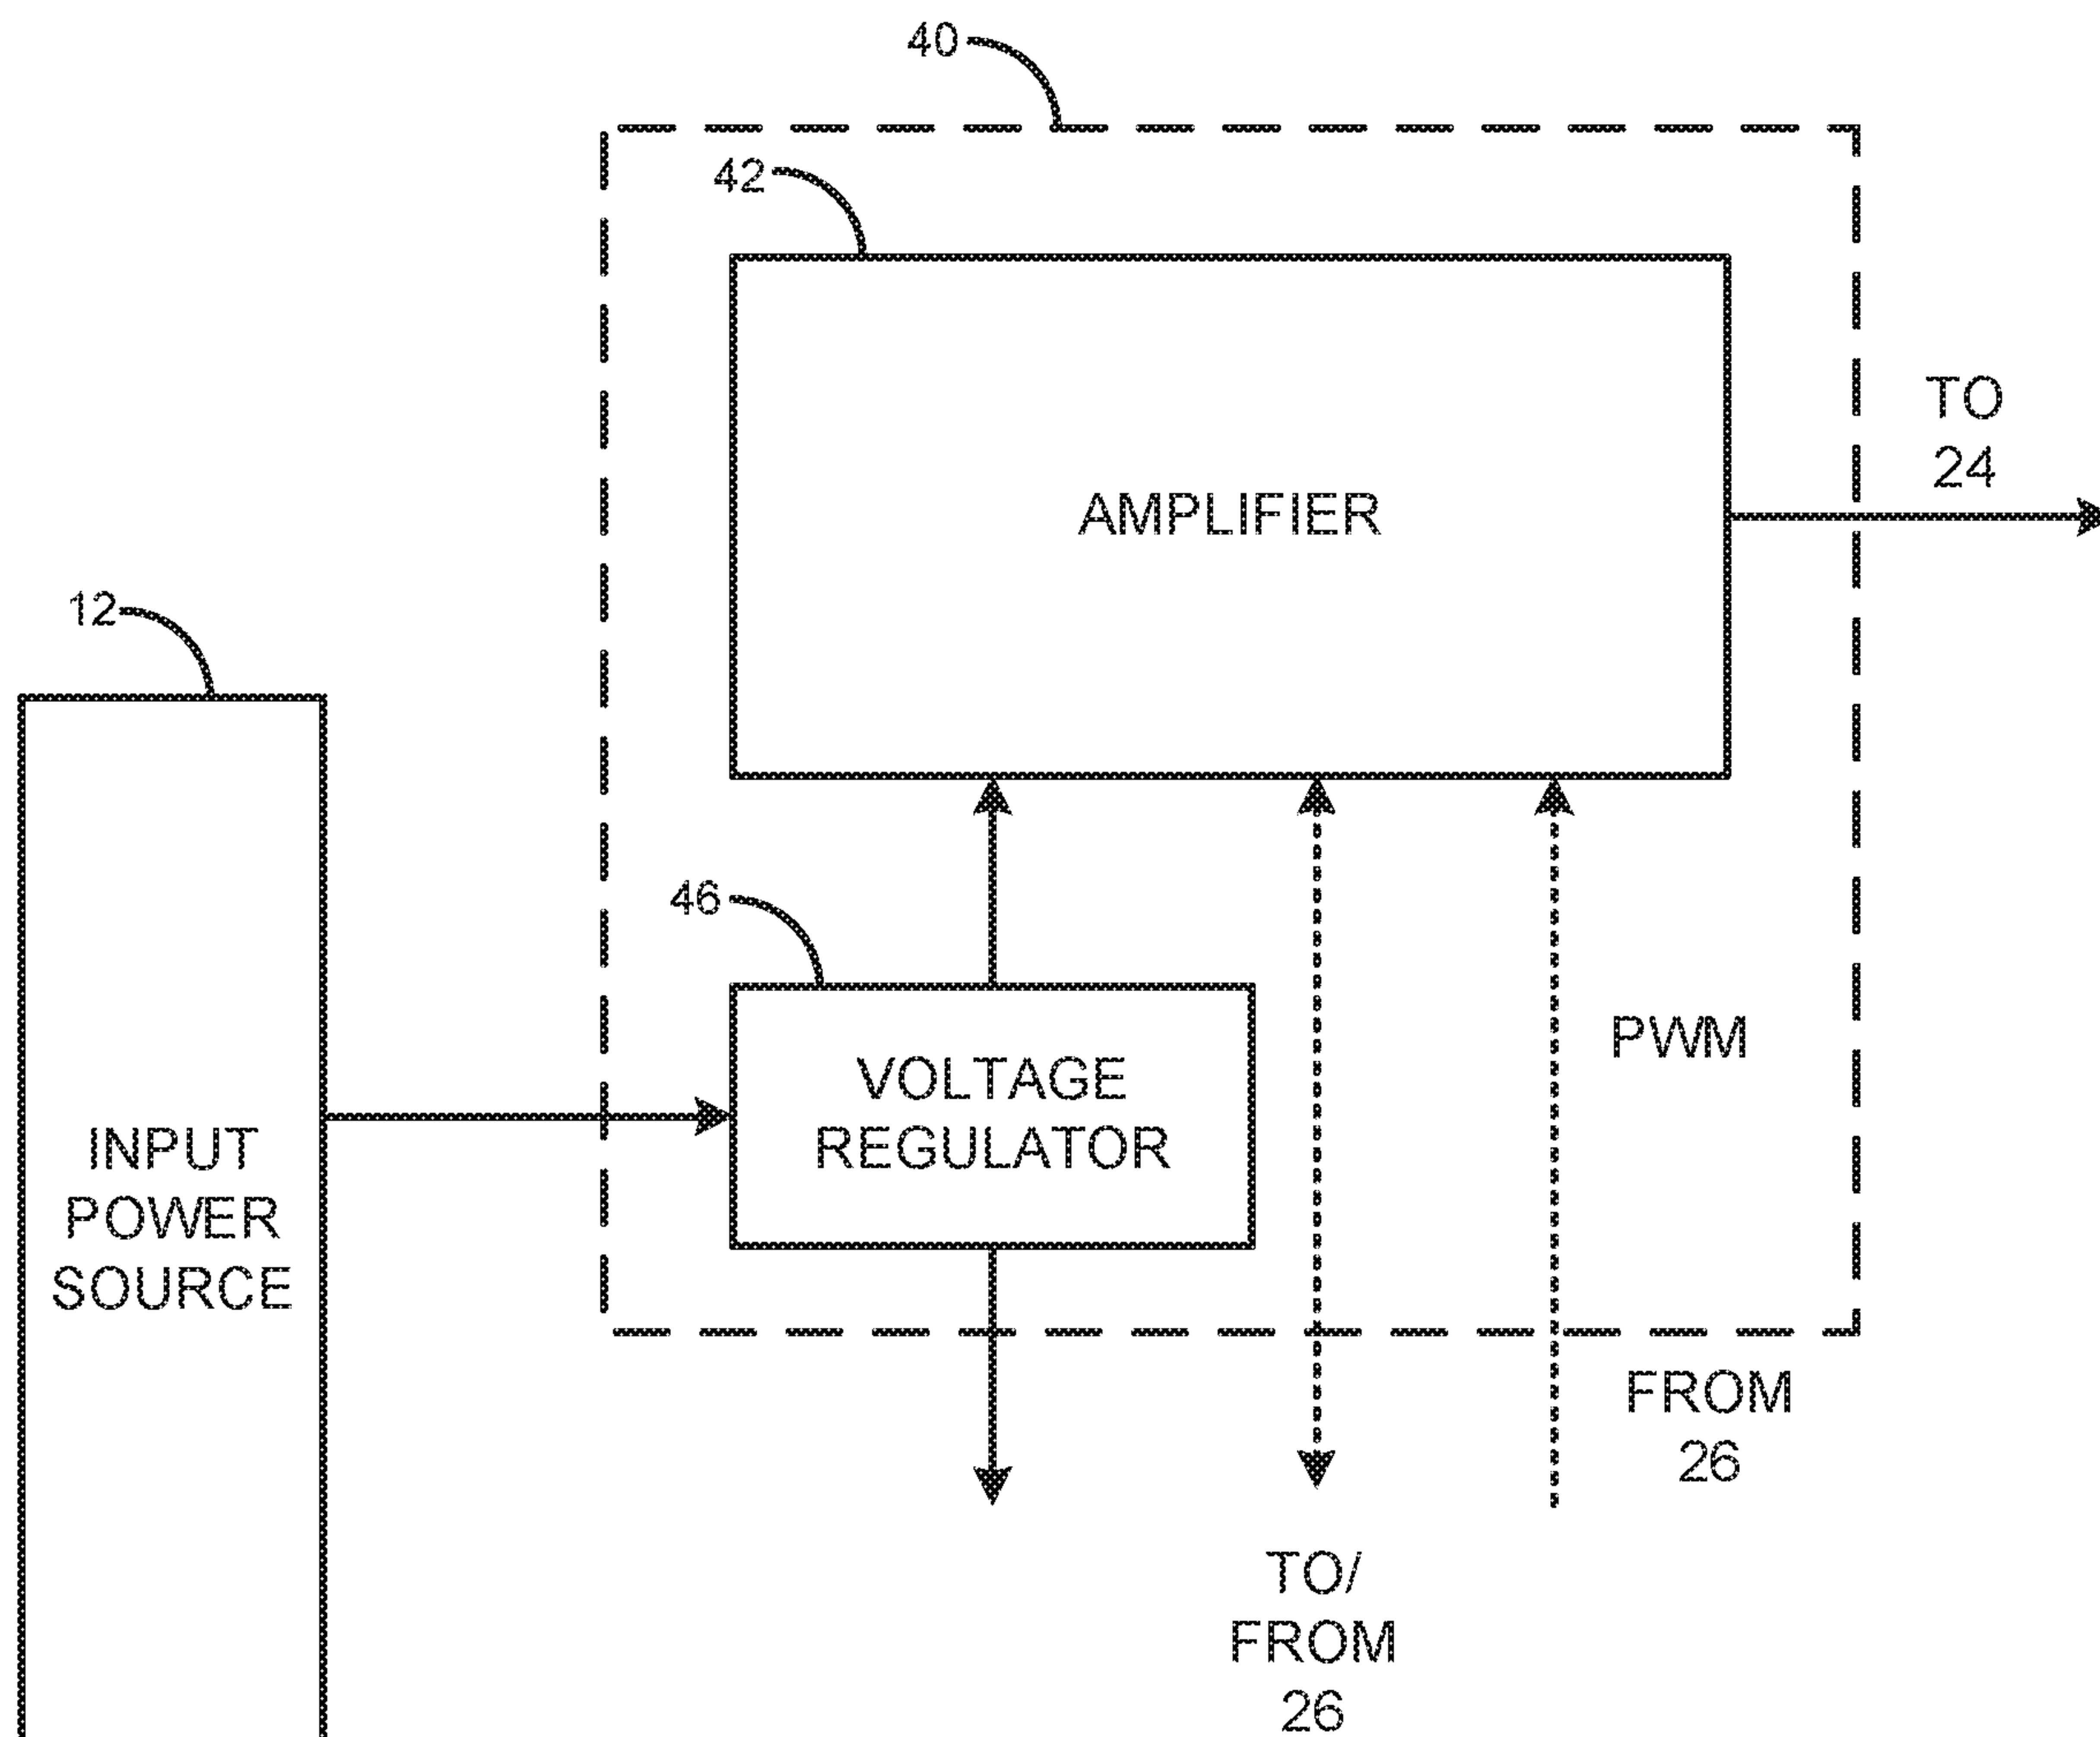 40
42
AMPLIFIER
TO
24
12
46
VOLTAGE
REGULATOR
PWM
INPUT
POWER
SOURCE
FROM
26
TO/
FROM
26